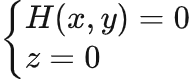 H(x, y) = 0
z = 0